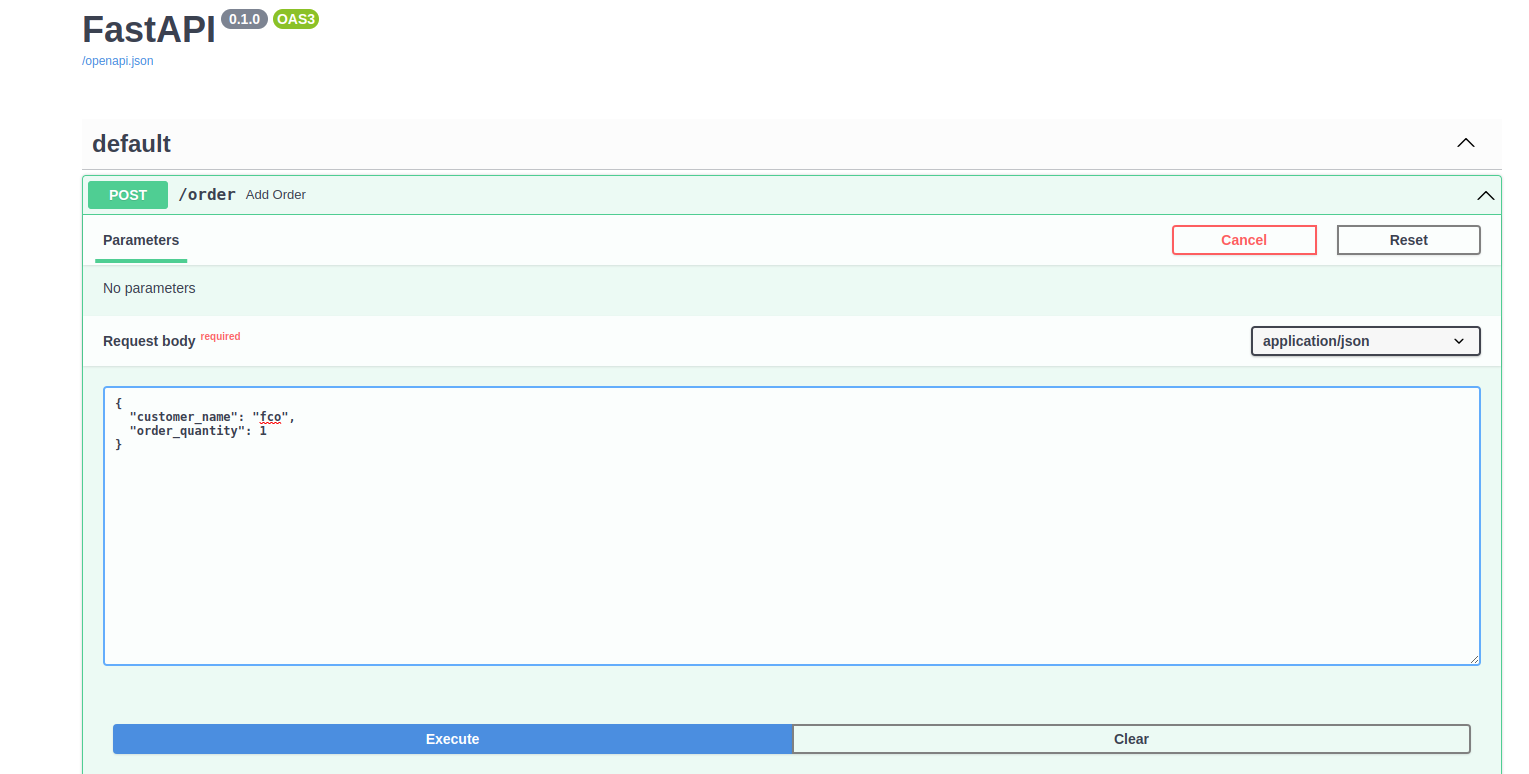 FastAPI 0.1.0 OAS3
/openapi.json
default
POST /order Add Order
Parameters Cancel Reset
No parameters
Request body required application/json
{
  "customer_name": "fco",
  "order_quantity": 1
}
Execute Clear